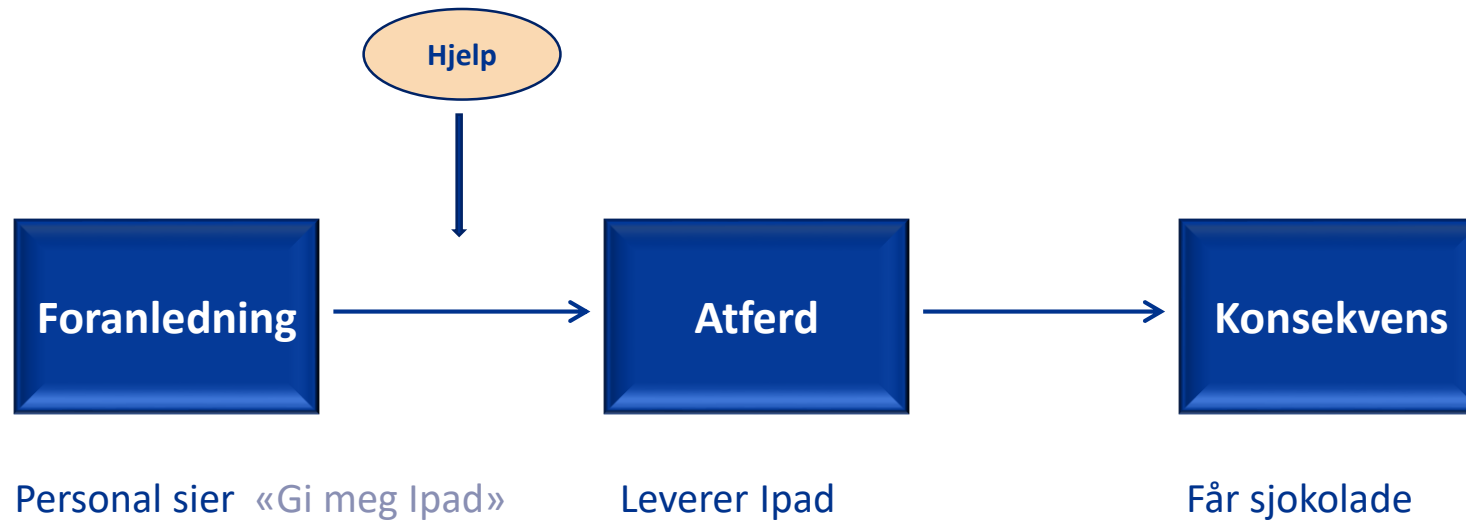 Hjelp
Foranledning
Atferd
Konsekvens
Personal sier «Gi meg Ipad»
Leverer Ipad
Får sjokolade